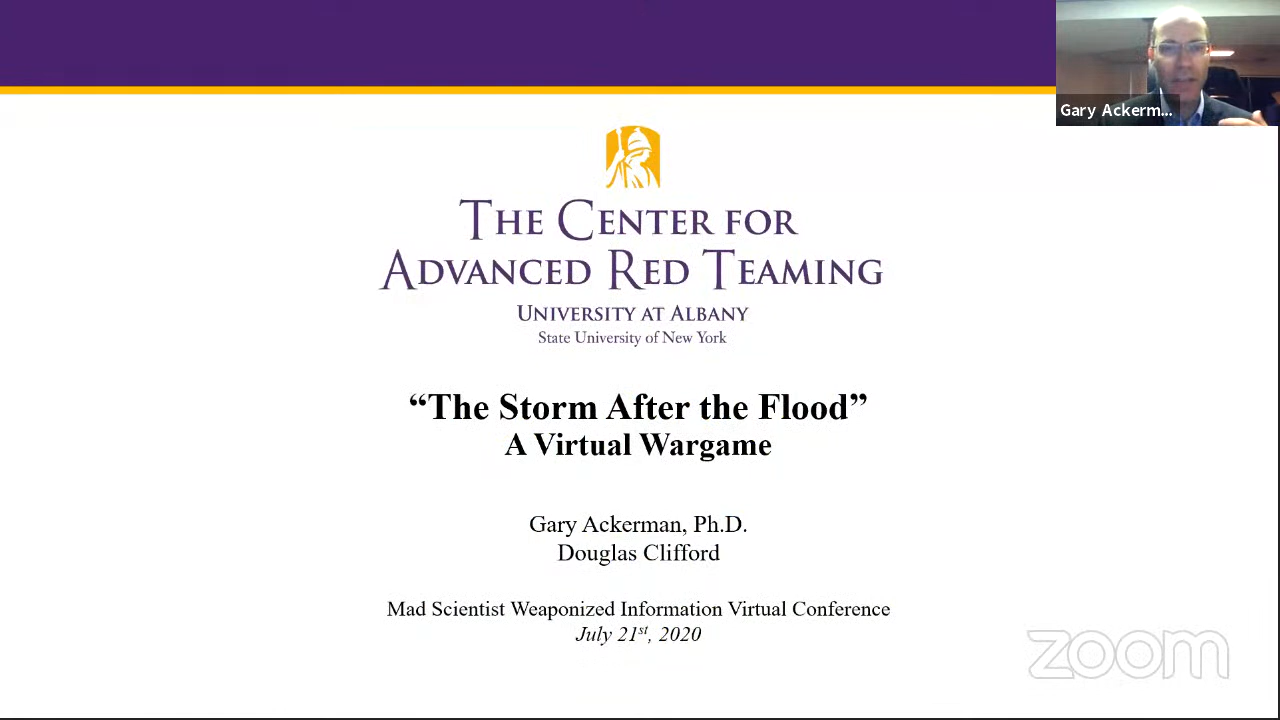 Gary Ackerm...
THE CENTER FOR
ADVANCED RED TEAMING
UNIVERSITY AT ALBANY
State University of New York
“The Storm After the Flood”
A Virtual Wargame
Gary Ackerman, Ph.D.
Douglas Clifford
Mad Scientist Weaponized Information Virtual Conference
July 21st, 2020
zoom